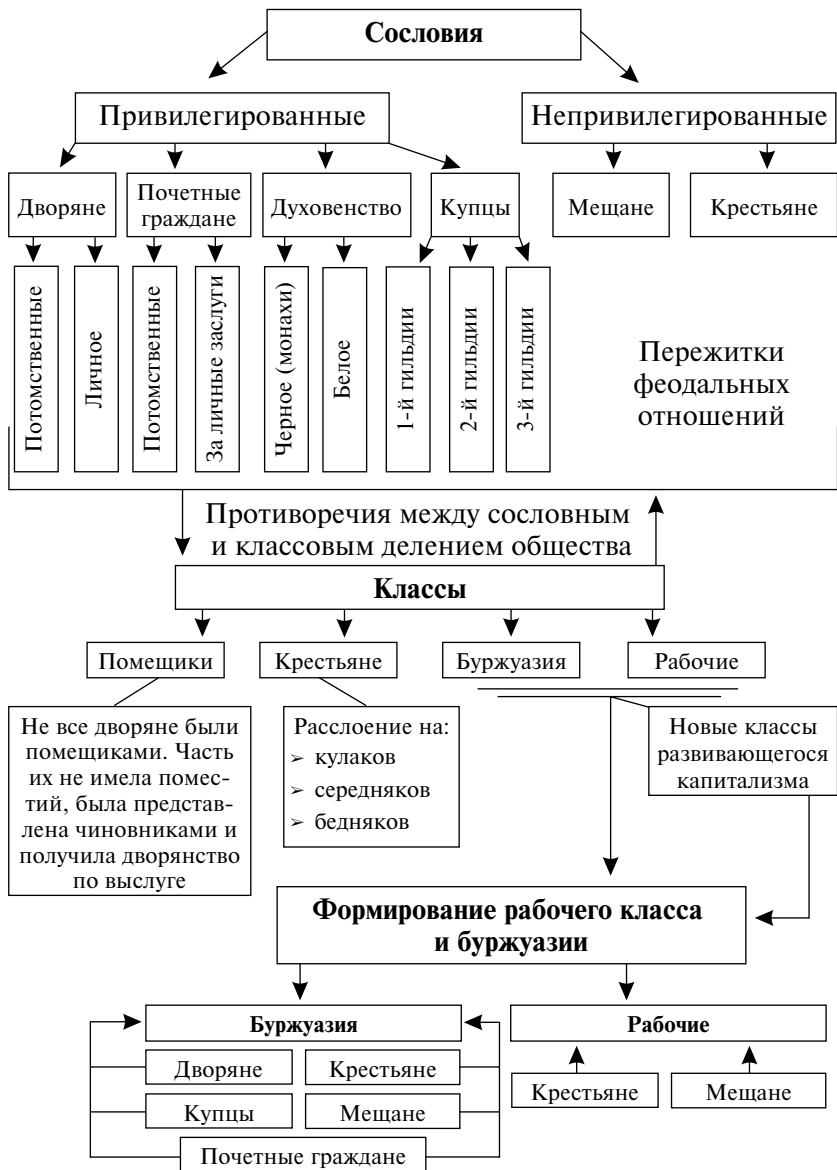 Сословия
Привилегированные
Непривилегированные
Дворяне
Почетные
граждане
Духовенство
Купцы
Мещане
Крестьяне
Потомственные
Личное
Потомственные
За личные заслуги
Черное (монахи)
Белое
1-й гильдии
2-й гильдии
3-й гильдии
Пережитки
феодальных
отношений
Противоречия между сословным
и классовым делением общества
Классы
Помещики
Крестьяне
Буржуазия
Рабочие
Не все дворяне были
помещиками. Часть
их не имела помес-
тий, была представ-
лена чиновниками и
получила дворянство
по выслуге
Расслоение на:
➢ кулаков
➢ середняков
➢ бедняков
Новые классы
развивающегося
капитализма
Формирование рабочего класса
и буржуазии
Буржуазия
Рабочие
Дворяне
Крестьяне
Купцы
Мещане
Почетные граждане
Крестьяне
Мещане